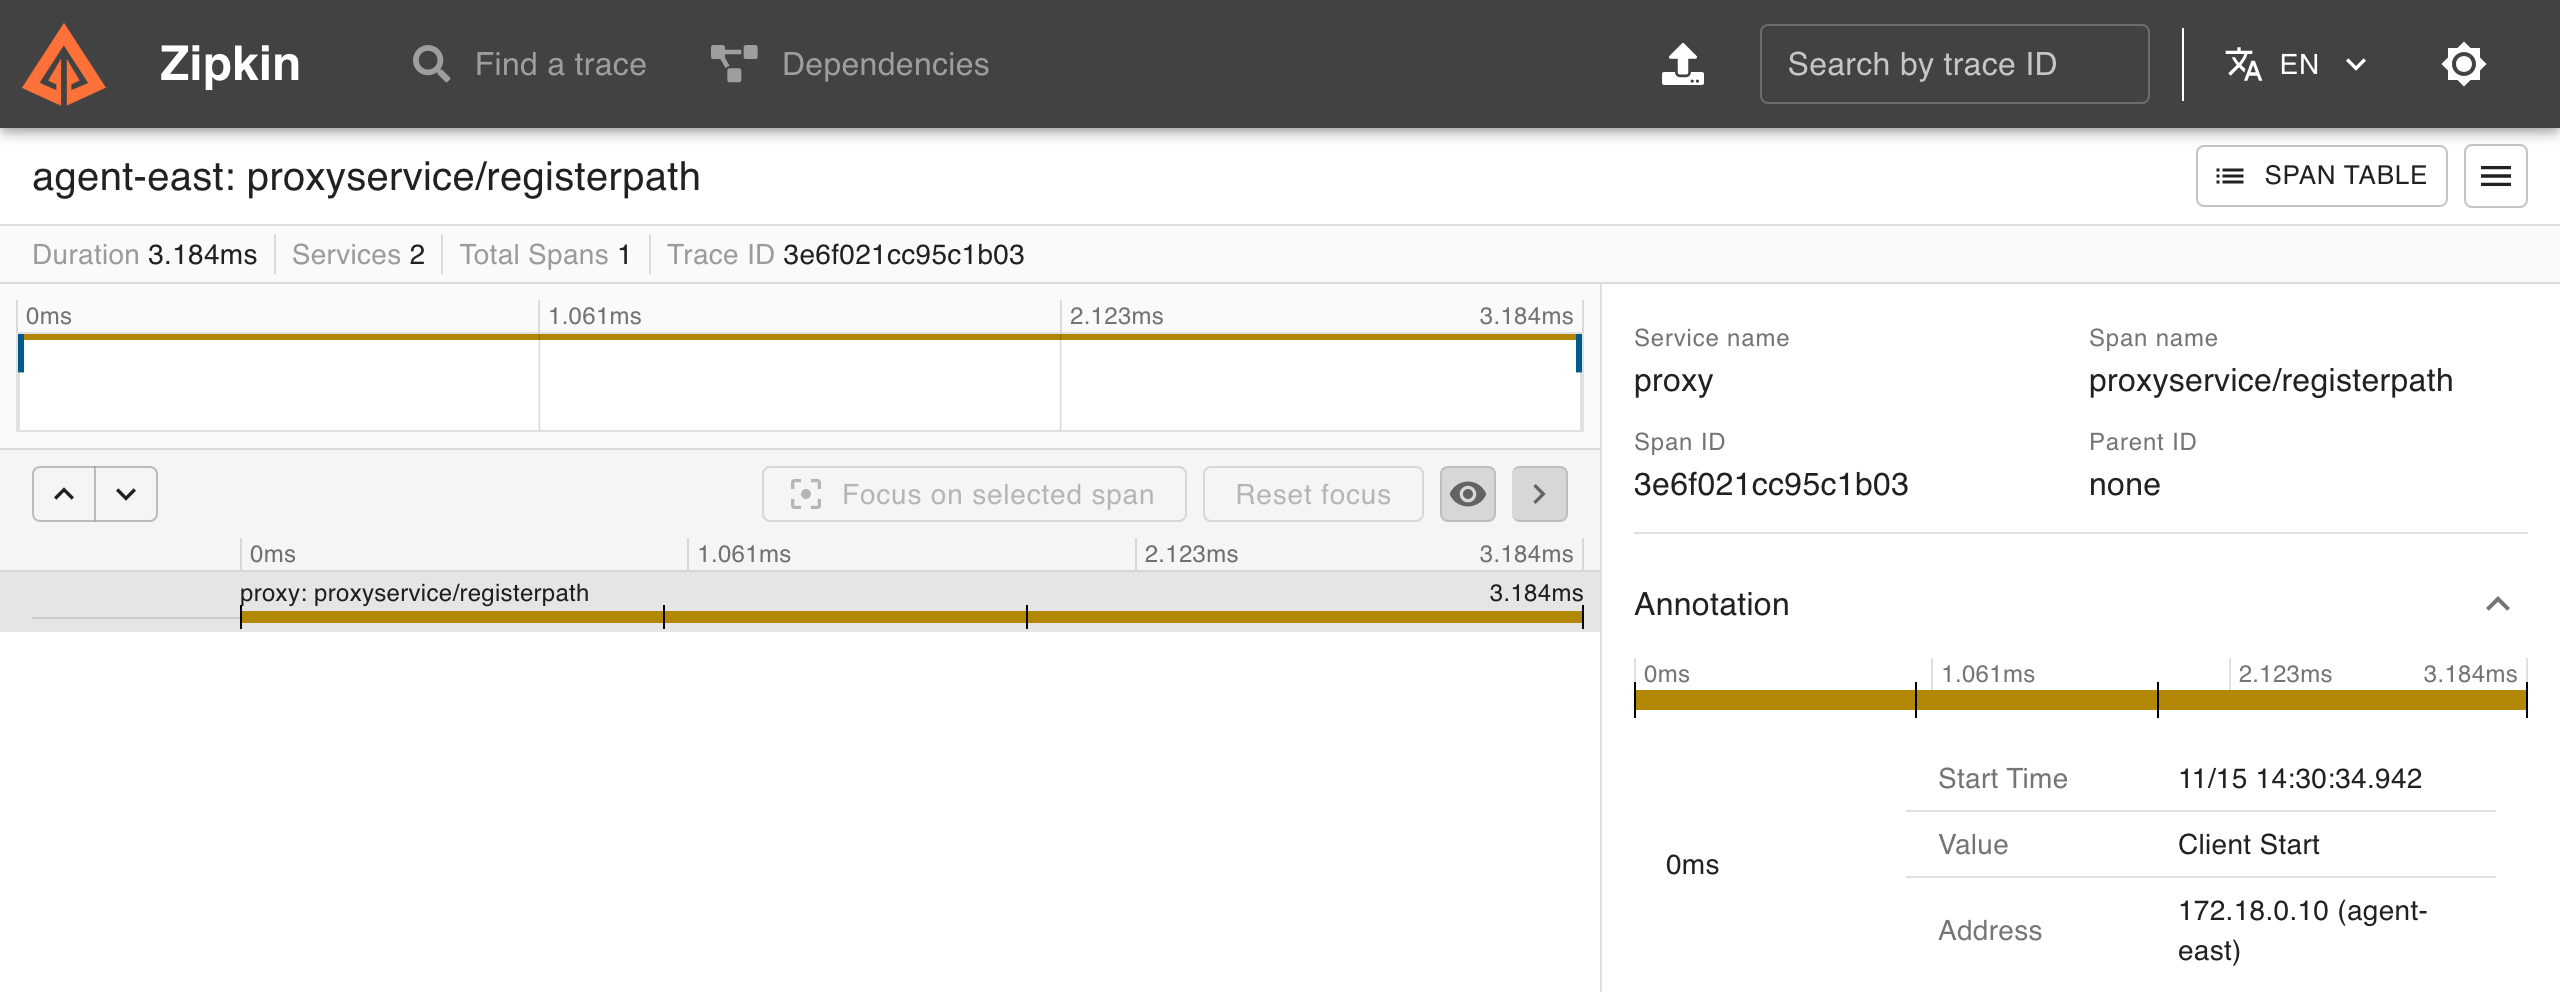 Zipkin
Find a trace
Dependencies
Search by trace ID
EN
agent-east: proxyservice/registerpath
SPAN TABLE
Duration 3.184ms
Services 2
Total Spans 1
Trace ID 3e6f021cc95c1b03
0ms 1.061ms 2.123ms 3.184ms
Focus on selected span
Reset focus
0ms 1.061ms 2.123ms 3.184ms
proxy: proxyservice/registerpath 3.184ms
Service name
proxy
Span name
proxyservice/registerpath
Span ID
3e6f021cc95c1b03
Parent ID
none
Annotation
0ms 1.061ms 2.123ms 3.184ms
0ms
Start Time 11/15 14:30:34.942
Value Client Start
Address 172.18.0.10 (agent-
east)